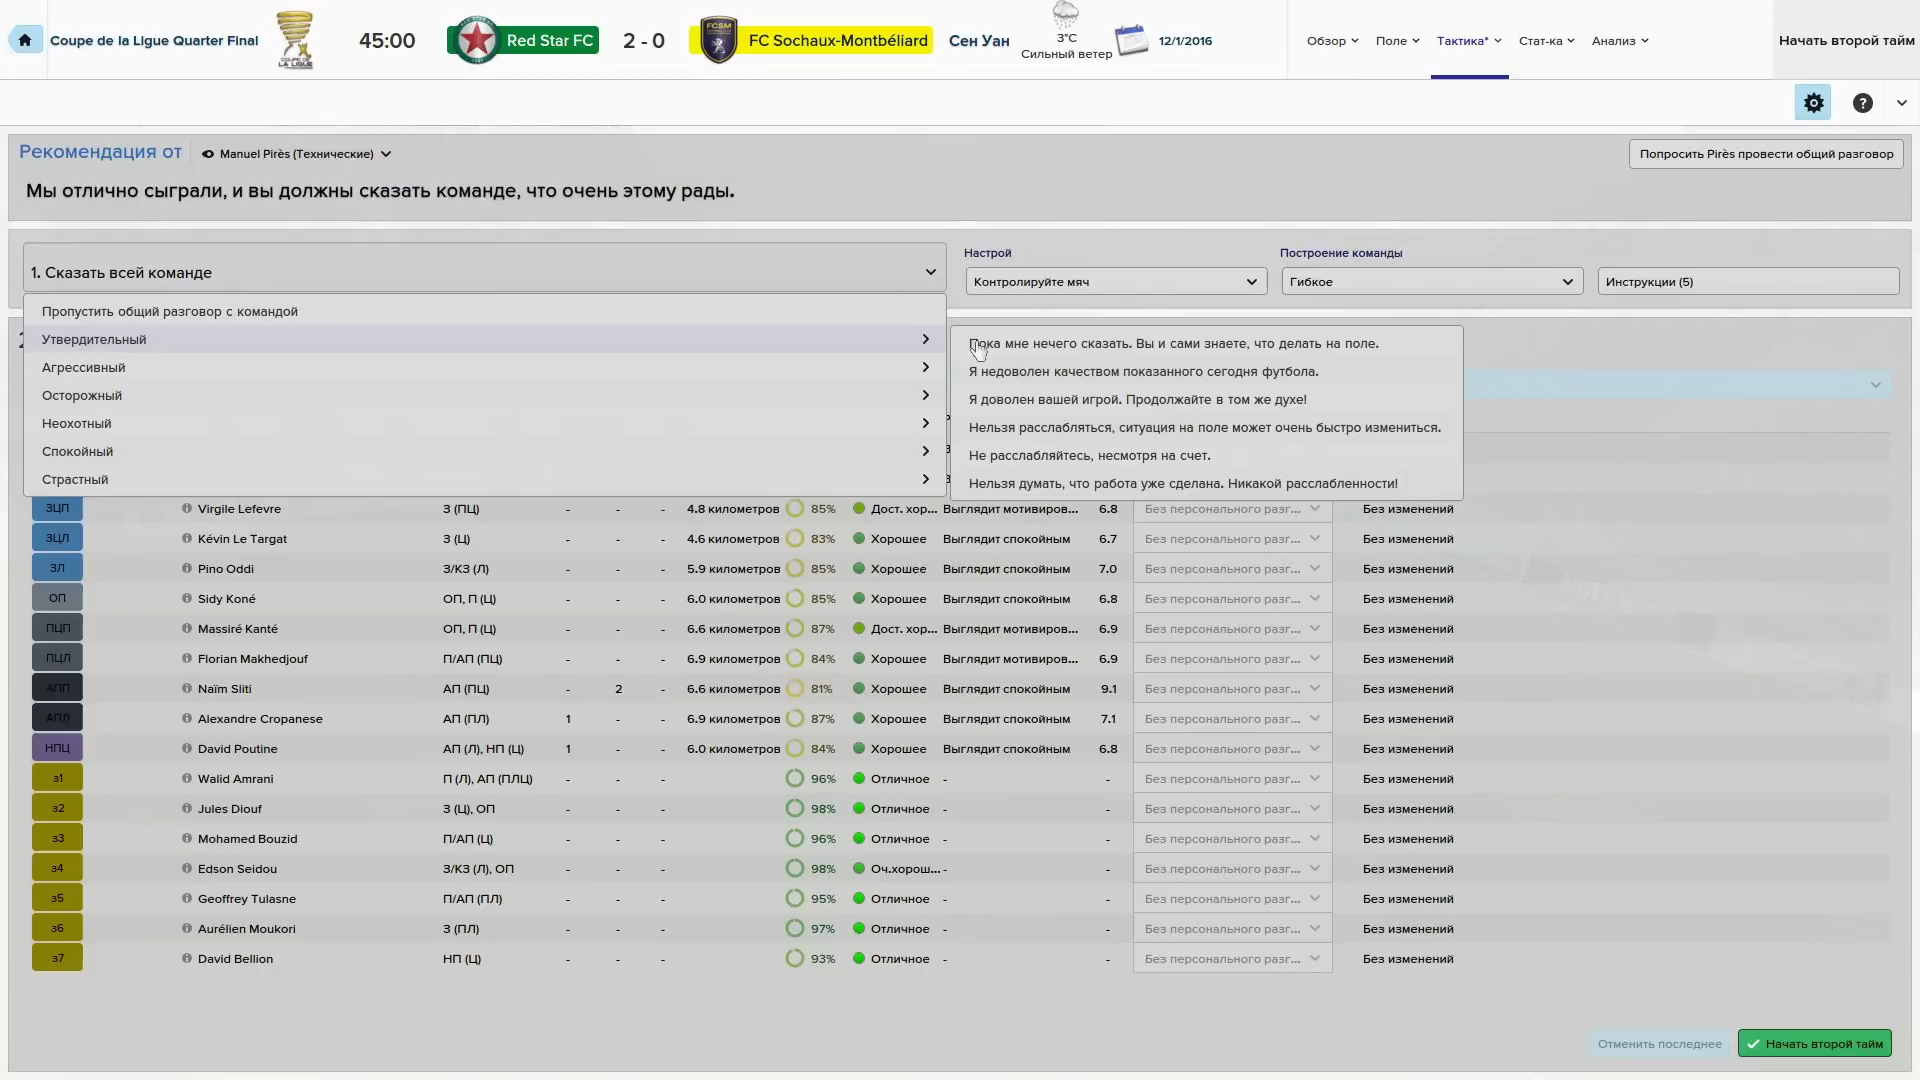 Coupe de la Ligue Quarter Final
45:00
Red Star FC
2 - 0
FCSM
FC Sochaux-Montbéliard
Сен Уан
3°C
Сильный ветер
12/1/2016
Обзор
Поле
Тактика*
Стат-ка
Анализ
Начать второй тайм
Рекомендация от
Manuel Pirès (Технические)
Попросить Pirès провести общий разговор
Мы отлично сыграли, и вы должны сказать команде, что очень этому рады.
1. Сказать всей команде
Настрой
Контролируйте мяч
Построение команды
Гибкое
Инструкции (5)
Пропустить общий разговор с командой
Утвердительный
Агрессивный
Осторожный
Неохотный
Спокойный
Страстный
Пока мне нечего сказать. Вы и сами знаете, что делать на поле.
Я недоволен качеством показанного сегодня футбола.
Я доволен вашей игрой. Продолжайте в том же духе!
Нельзя расслабляться, ситуация на поле может очень быстро измениться.
Не расслабляйтесь, несмотря на счет.
Нельзя думать, что работа уже сделана. Никакой расслабленности!
ЗЦП Virgile Lefevre З (ПЦ) - - - 4.8 километров 85% Дост. хор... Выглядит мотивиров... 6.8 Без персонального разг... Без изменений
ЗЦЛ Kévin Le Targat З (Ц) - - - 4.6 километров 83% Хорошее Выглядит спокойным 6.7 Без персонального разг... Без изменений
ЗЛ Pino Oddi З/КЗ (Л) - - - 5.9 километров 85% Хорошее Выглядит спокойным 7.0 Без персонального разг... Без изменений
ОП Sidy Koné ОП, П (Ц) - - - 6.0 километров 85% Хорошее Выглядит спокойным 6.8 Без персонального разг... Без изменений
ПЦП Massiré Kanté ОП, П (Ц) - - - 6.6 километров 87% Дост. хор... Выглядит мотивиров... 6.9 Без персонального разг... Без изменений
ПЦЛ Florian Makhedjouf П/АП (ПЦ) - - - 6.9 километров 84% Хорошее Выглядит мотивиров... 6.9 Без персонального разг... Без изменений
АПП Naïm Sliti АП (ПЦ) - 2 - 6.6 километров 81% Хорошее Выглядит спокойным 9.1 Без персонального разг... Без изменений
АПЛ Alexandre Cropanese АП (ПЛ) 1 - - 6.9 километров 87% Хорошее Выглядит спокойным 7.1 Без персонального разг... Без изменений
НПЦ David Poutine АП (Л), НП (Ц) 1 - - 6.0 километров 84% Хорошее Выглядит спокойным 6.8 Без персонального разг... Без изменений
з1 Walid Amrani П (Л), АП (ПЛЦ) - - - 96% Отличное - - Без персонального разг... Без изменений
з2 Jules Diouf З (Ц), ОП - - - 98% Отличное - - Без персонального разг... Без изменений
з3 Mohamed Bouzid П/АП (Ц) - - - 96% Отличное - - Без персонального разг... Без изменений
з4 Edson Seidou З/КЗ (Л), ОП - - - 98% Оч.хорош... - - Без персонального разг... Без изменений
з5 Geoffrey Tulasne П/АП (ПЛ) - - - 95% Отличное - - Без персонального разг... Без изменений
з6 Aurélien Moukori З (ПЛ) - - - 97% Отличное - - Без персонального разг... Без изменений
з7 David Bellion НП (Ц) - - - 93% Отличное - - Без персонального разг... Без изменений
Отменить последнее
Начать второй тайм